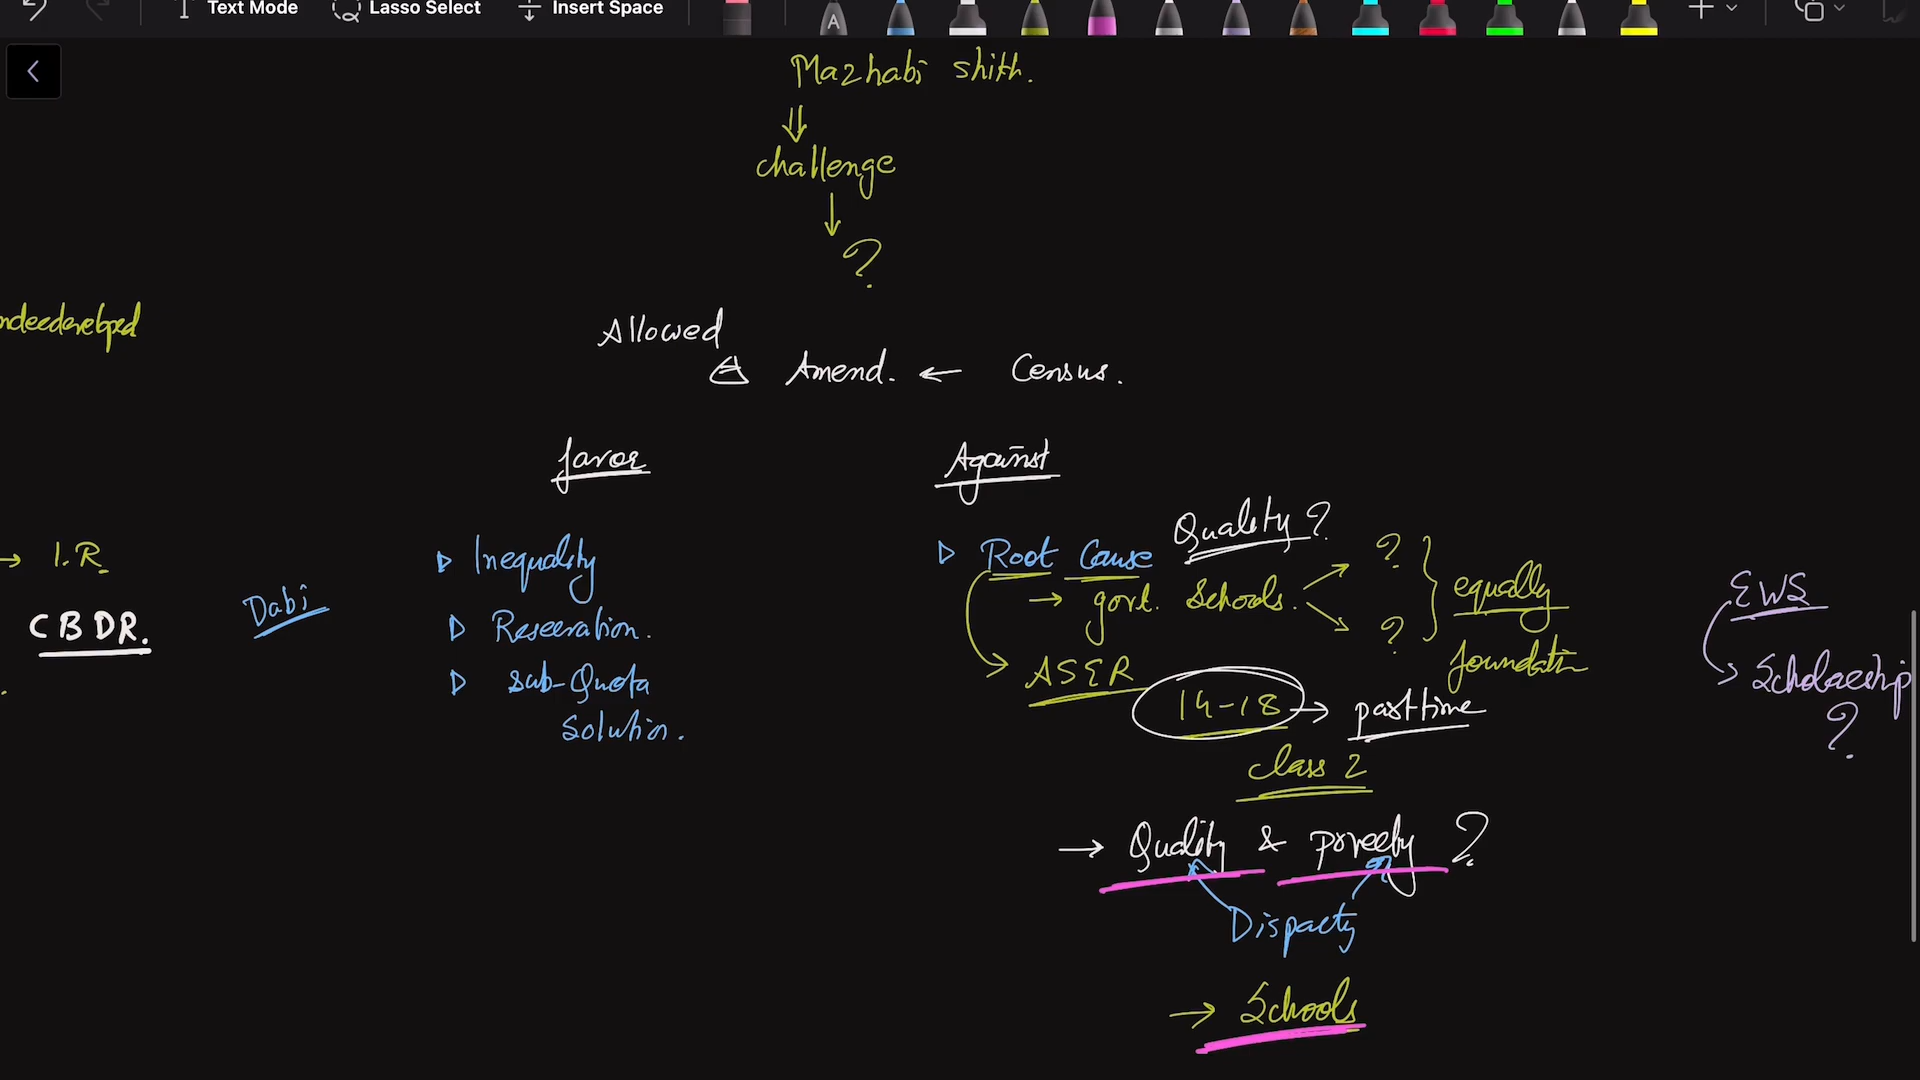 Text Mode Lasso Select Insert Space
A
Mazhabi shikh.
challenge
?
Allowed
Amend. ← Census.
favor Against
→ I.R.
CBDR.
Dabi
▷ Inequality
▷ Reservation.
▷ Sub-Quota
Solution.
Quality?
▷ Root Cause
→ govt. Schools.
?
?
equally
foundation
ASER
14-18 → part time
Class 2
→ Quality & poverty ?
Disparity
→ Schools
EWS
→ Scholarship
?